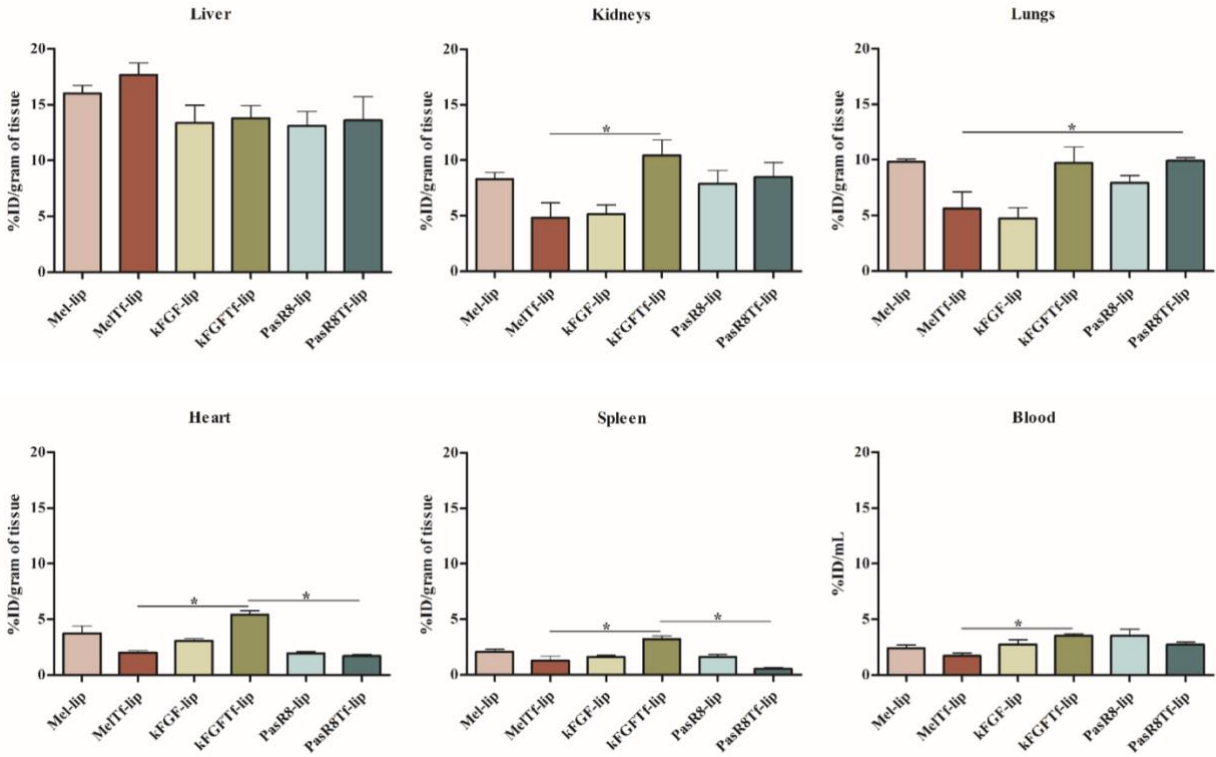 Liver
%ID/gram of tissue
20
15
10
5
0
Mel-lip
MelTf-lip
kFGF-lip
kFGFTf-lip
PasR8-lip
PasR8Tf-lip
Kidneys
%ID/gram of tissue
20
15
10
5
0
*
Mel-lip
MelTf-lip
kFGF-lip
kFGFTf-lip
PasR8-lip
PasR8Tf-lip
Lungs
%ID/gram of tissue
20
15
10
5
0
*
Mel-lip
MelTf-lip
kFGF-lip
kFGFTf-lip
PasR8-lip
PasR8Tf-lip
Heart
%ID/gram of tissue
20
15
10
5
0
*
*
Mel-lip
MelTf-lip
kFGF-lip
kFGFTf-lip
PasR8-lip
PasR8Tf-lip
Spleen
%ID/gram of tissue
20
15
10
5
0
*
*
Mel-lip
MelTf-lip
kFGF-lip
kFGFTf-lip
PasR8-lip
PasR8Tf-lip
Blood
%ID/mL
20
15
10
5
0
*
Mel-lip
MelTf-lip
kFGF-lip
kFGFTf-lip
PasR8-lip
PasR8Tf-lip